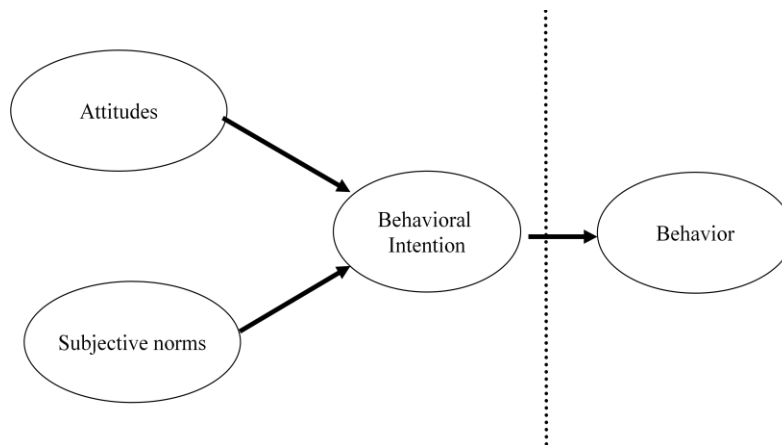 Attitudes
Behavioral
Intention
Behavior
Subjective norms